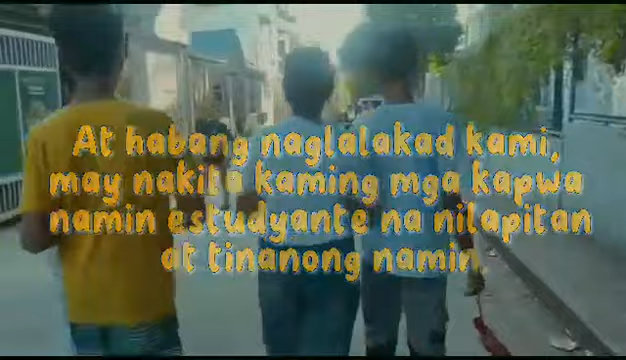 At habang naglalakad kami,
may nakita kaming mga kapwa
namin estudyante na nilapitan
at tinanong namin